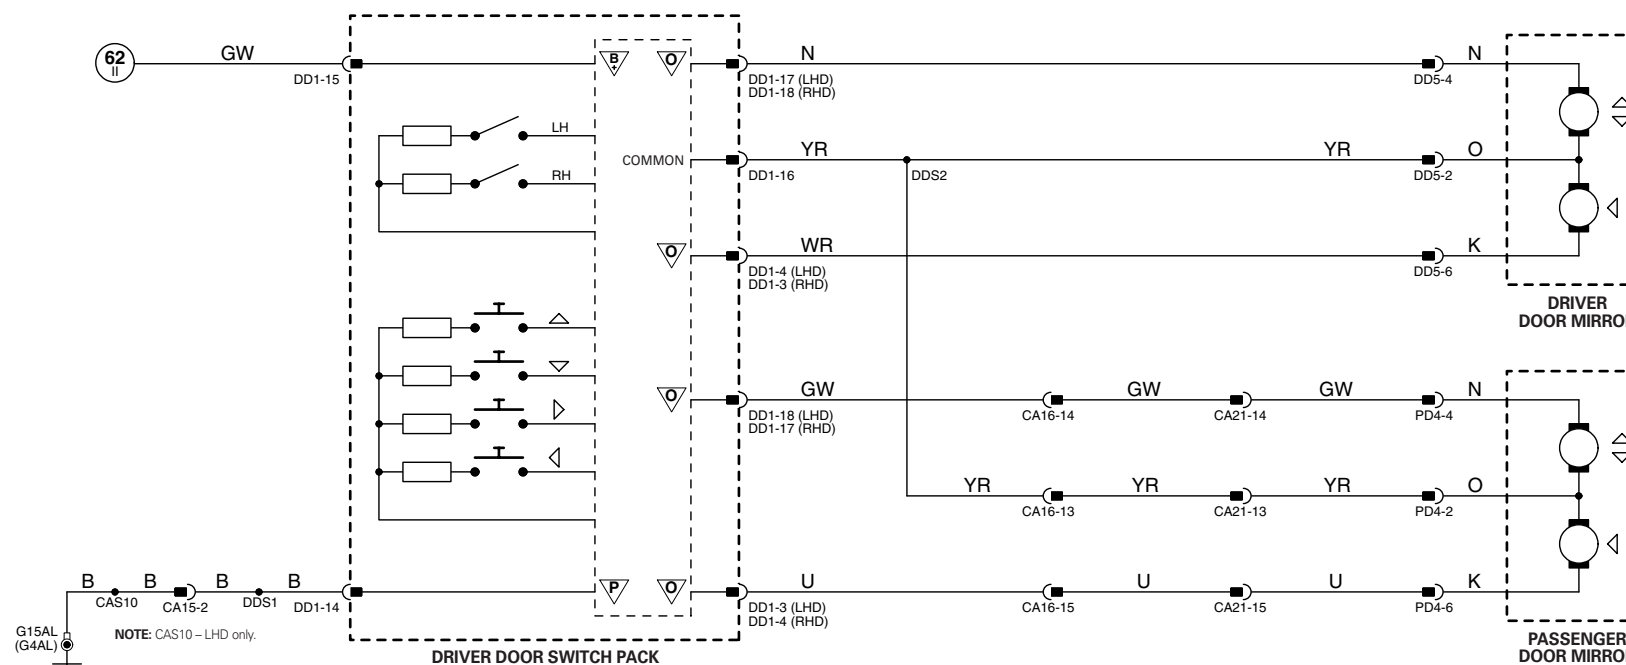 62
II
GW
DD1-15
B
+
O
N
DD1-17 (LHD)
DD1-18 (RHD)
DD5-4
N
LH
RH
COMMON
YR
DD1-16
DDS2
YR
DD5-2
O
O
WR
DD1-4 (LHD)
DD1-3 (RHD)
DD5-6
K
DRIVER
O
GW
DD1-18 (LHD)
DD1-17 (RHD)
CA16-14
GW
CA21-14
GW
PD4-4
N
YR
CA16-13
YR
CA21-13
YR
PD4-2
O
B
CAS10
B
CA15-2
B
DDS1
B
DD1-14
P
O
U
DD1-3 (LHD)
DD1-4 (RHD)
CA16-15
U
CA21-15
U
PD4-6
K
G15AL
(G4AL)
NOTE: CAS10 – LHD only.
DRIVER DOOR SWITCH PACK
DOOR
PASSENGER
DOOR